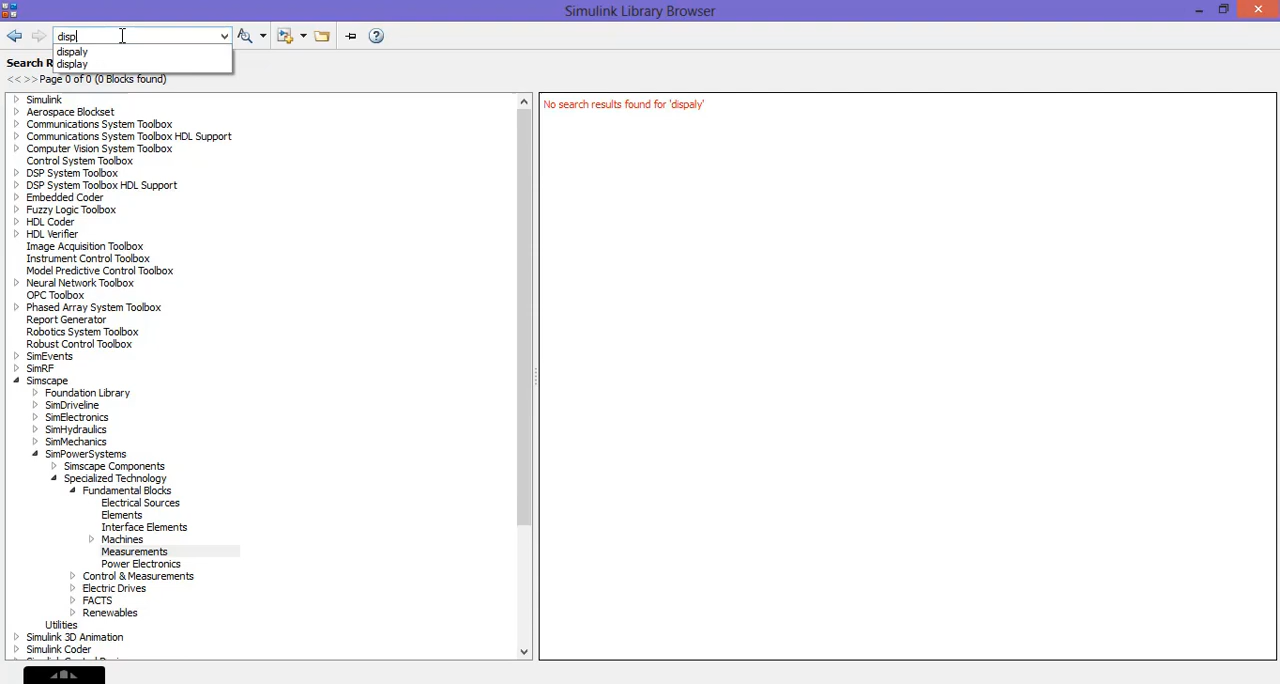 Simulink Library Browser
disp
dispaly
display
Search R
<< >> Page 0 of 0 (0 Blocks found)
No search results found for 'dispaly'
Simulink
Aerospace Blockset
Communications System Toolbox
Communications System Toolbox HDL Support
Computer Vision System Toolbox
Control System Toolbox
DSP System Toolbox
DSP System Toolbox HDL Support
Embedded Coder
Fuzzy Logic Toolbox
HDL Coder
HDL Verifier
Image Acquisition Toolbox
Instrument Control Toolbox
Model Predictive Control Toolbox
Neural Network Toolbox
OPC Toolbox
Phased Array System Toolbox
Report Generator
Robotics System Toolbox
Robust Control Toolbox
SimEvents
SimRF
Simscape
Foundation Library
SimDriveline
SimElectronics
SimHydraulics
SimMechanics
SimPowerSystems
Simscape Components
Specialized Technology
Fundamental Blocks
Electrical Sources
Elements
Interface Elements
Machines
Measurements
Power Electronics
Control & Measurements
Electric Drives
FACTS
Renewables
Utilities
Simulink 3D Animation
Simulink Coder